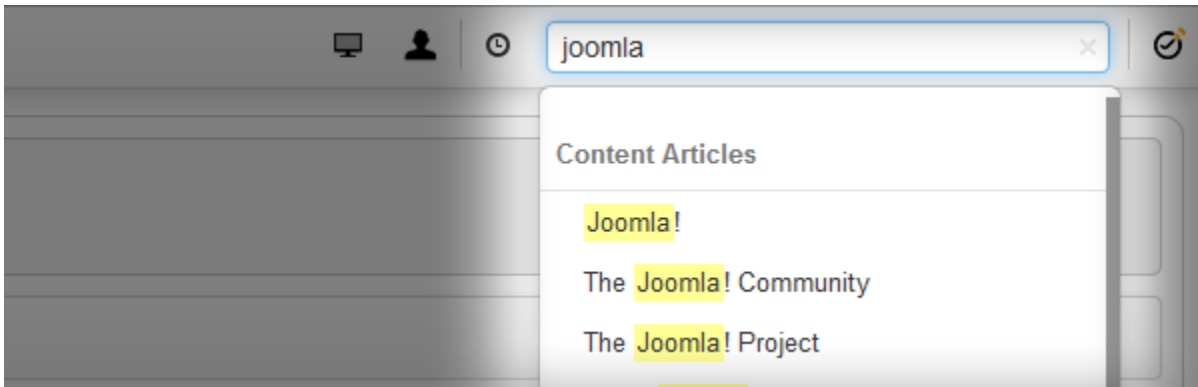 joomla
Content Articles
Joomla!
The Joomla! Community
The Joomla! Project